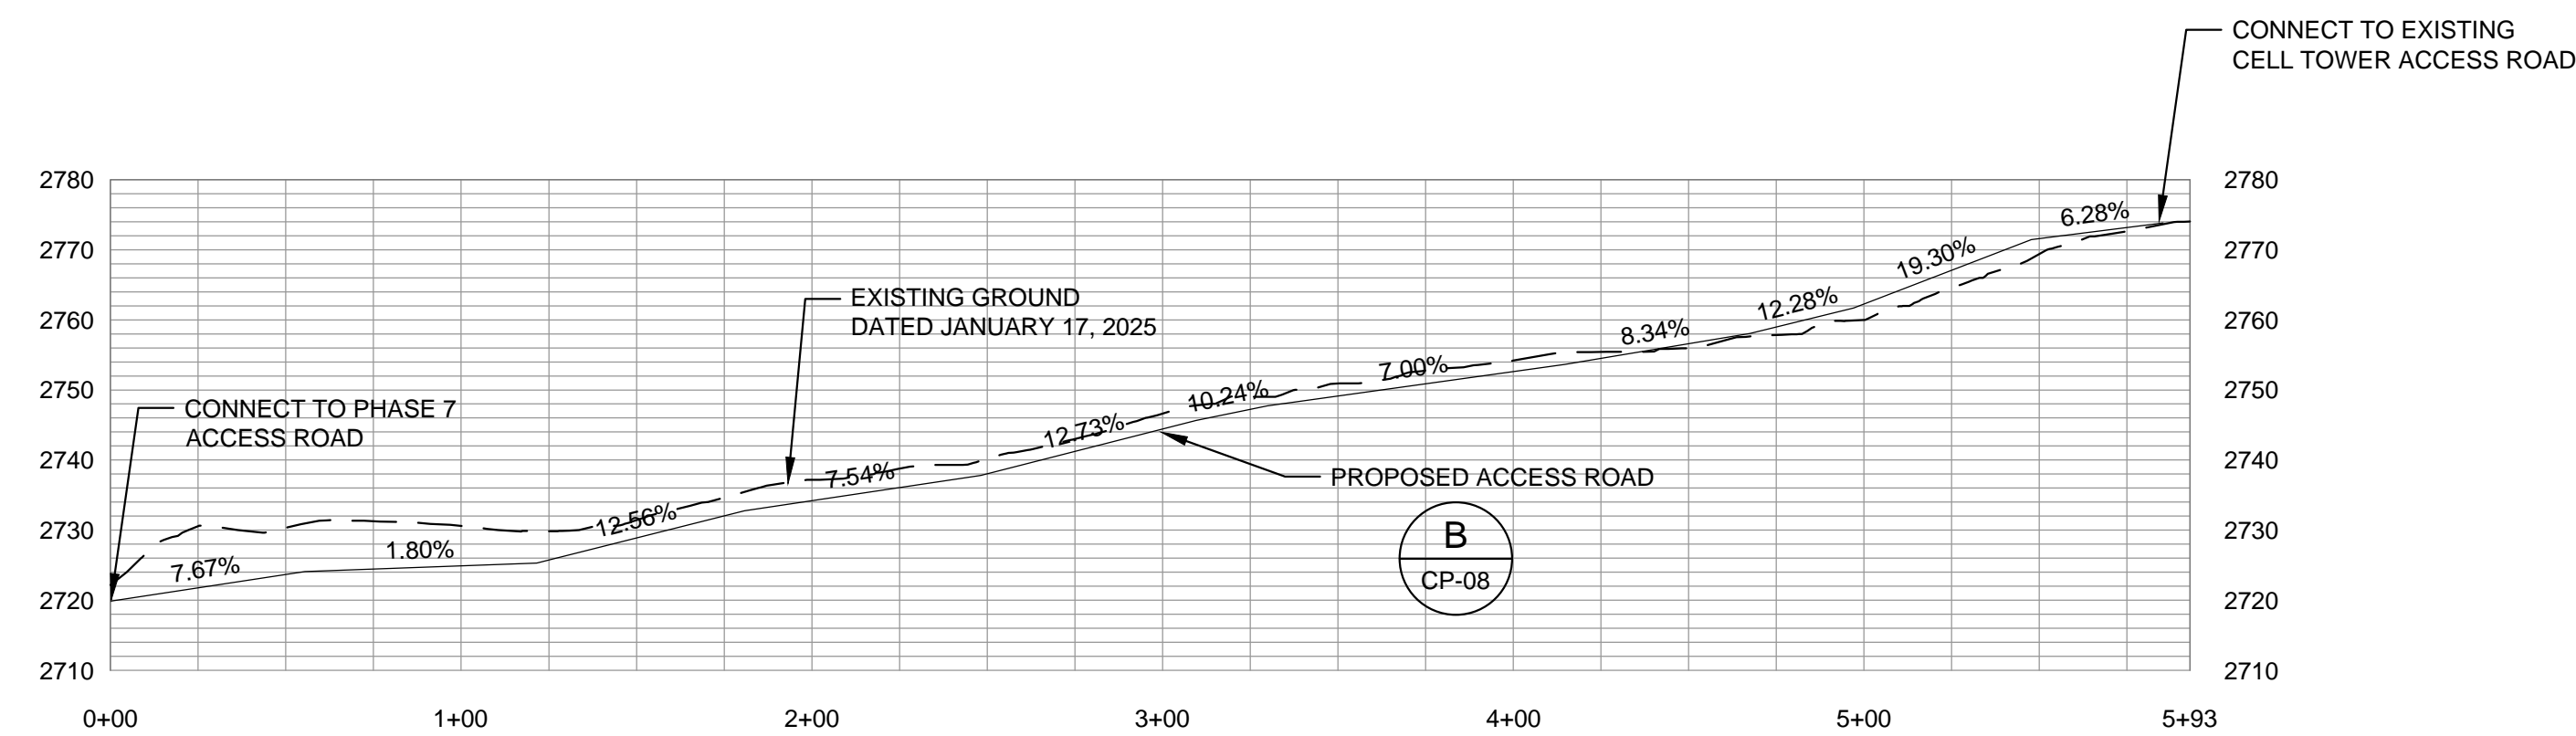 CONNECT TO EXISTING
CELL TOWER ACCESS ROAD
2780
2780
6.28%
2770
19.30%
2770
EXISTING GROUND
DATED JANUARY 17, 2025
12.28%
2760
8.34%
2760
2750
7.00%
2750
10.24%
CONNECT TO PHASE 7
ACCESS ROAD
12.73%
2740
7.54%
2740
PROPOSED ACCESS ROAD
2730
12.56%
B
2730
1.80%
7.67%
CP-08
2720
2720
2710
2710
0+00 1+00 2+00 3+00 4+00 5+00 5+93